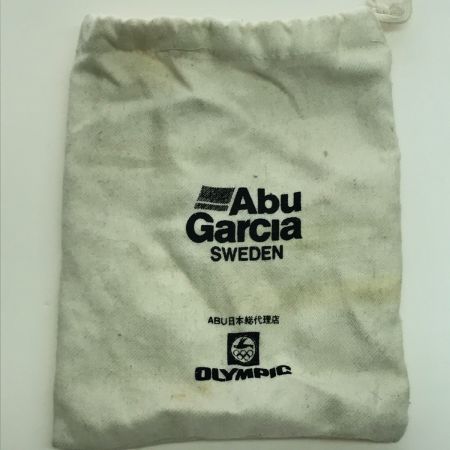 Abu
Garcia
SWEDEN
ABU日本総代理店
OLYMPIC